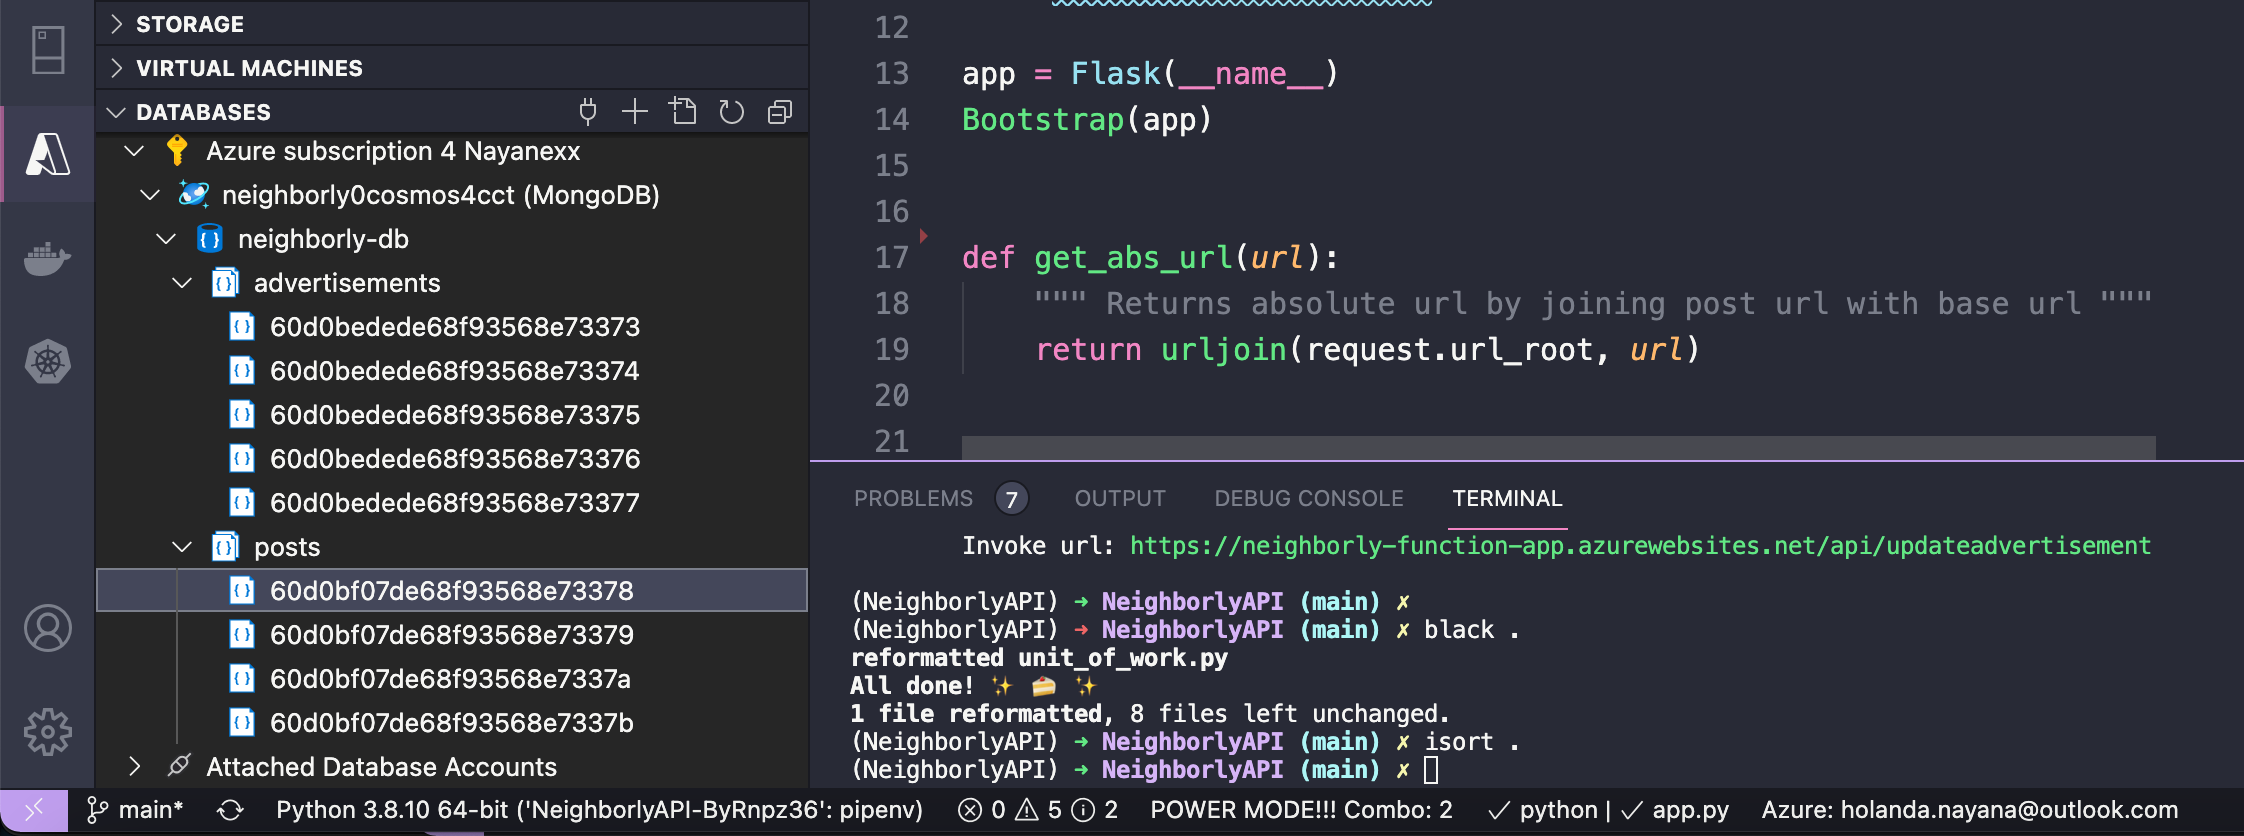 STORAGE
VIRTUAL MACHINES
DATABASES
Azure subscription 4 Nayanexx
neighborly0cosmos4cct (MongoDB)
neighborly-db
advertisements
60d0bedede68f93568e73373
60d0bedede68f93568e73374
60d0bedede68f93568e73375
60d0bedede68f93568e73376
60d0bedede68f93568e73377
posts
60d0bf07de68f93568e73378
60d0bf07de68f93568e73379
60d0bf07de68f93568e7337a
60d0bf07de68f93568e7337b
Attached Database Accounts
12
13 app = Flask(__name__)
14 Bootstrap(app)
15
16
17 def get_abs_url(url):
18 """ Returns absolute url by joining post url with base url """
19 return urljoin(request.url_root, url)
20
21
PROBLEMS 7 OUTPUT DEBUG CONSOLE TERMINAL
Invoke url: https://neighborly-function-app.azurewebsites.net/api/updateadvertisement
(NeighborlyAPI) → NeighborlyAPI (main) ✗
(NeighborlyAPI) → NeighborlyAPI (main) ✗ black .
reformatted unit_of_work.py
All done! ✨ 🍰 ✨
1 file reformatted, 8 files left unchanged.
(NeighborlyAPI) → NeighborlyAPI (main) ✗ isort .
(NeighborlyAPI) → NeighborlyAPI (main) ✗
main* Python 3.8.10 64-bit ('NeighborlyAPI-ByRnpz36': pipenv) 0 5 2 POWER MODE!!! Combo: 2 ✓ python | ✓ app.py Azure: holanda.nayana@outlook.com